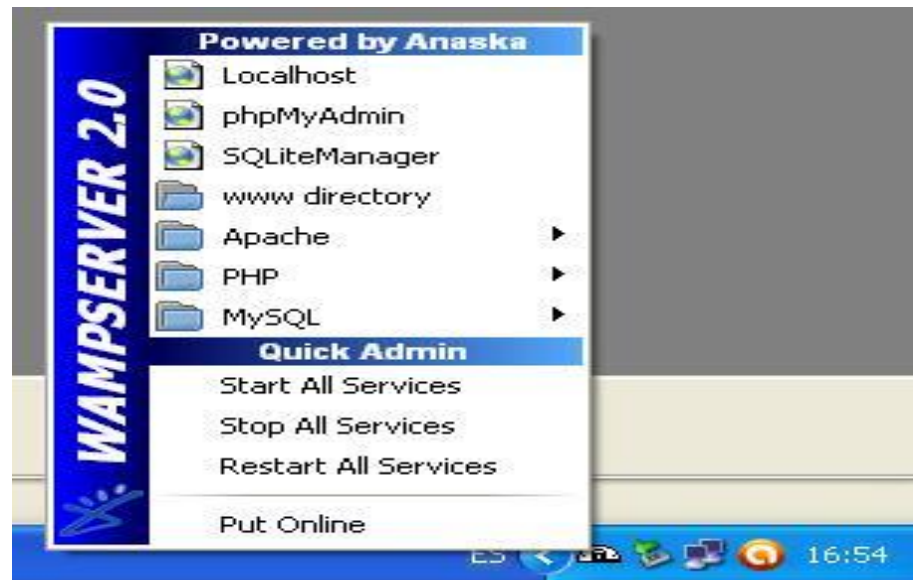 Powered by Anaska
WAMPSERVER 2.0
Localhost
phpMyAdmin
SQLiteManager
www directory
Apache
PHP
MySQL
Quick Admin
Start All Services
Stop All Services
Restart All Services
Put Online
ES
16:54